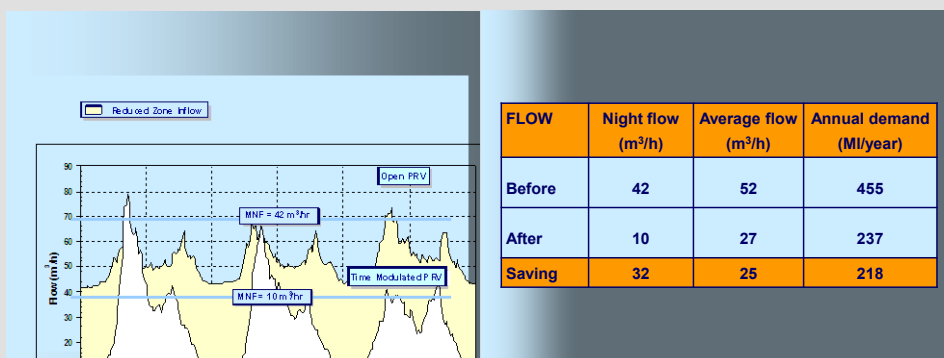 Reduced Zone Inflow
90
80
70
60
50
40
30
20
Flow (m³/h)
Open PRV
MNF = 42 m³/hr
Time Modulated PRV
MNF = 10 m³/hr
FLOW Night flow (m³/h) Average flow (m³/h) Annual demand (Ml/year)
Before 42 52 455
After 10 27 237
Saving 32 25 218